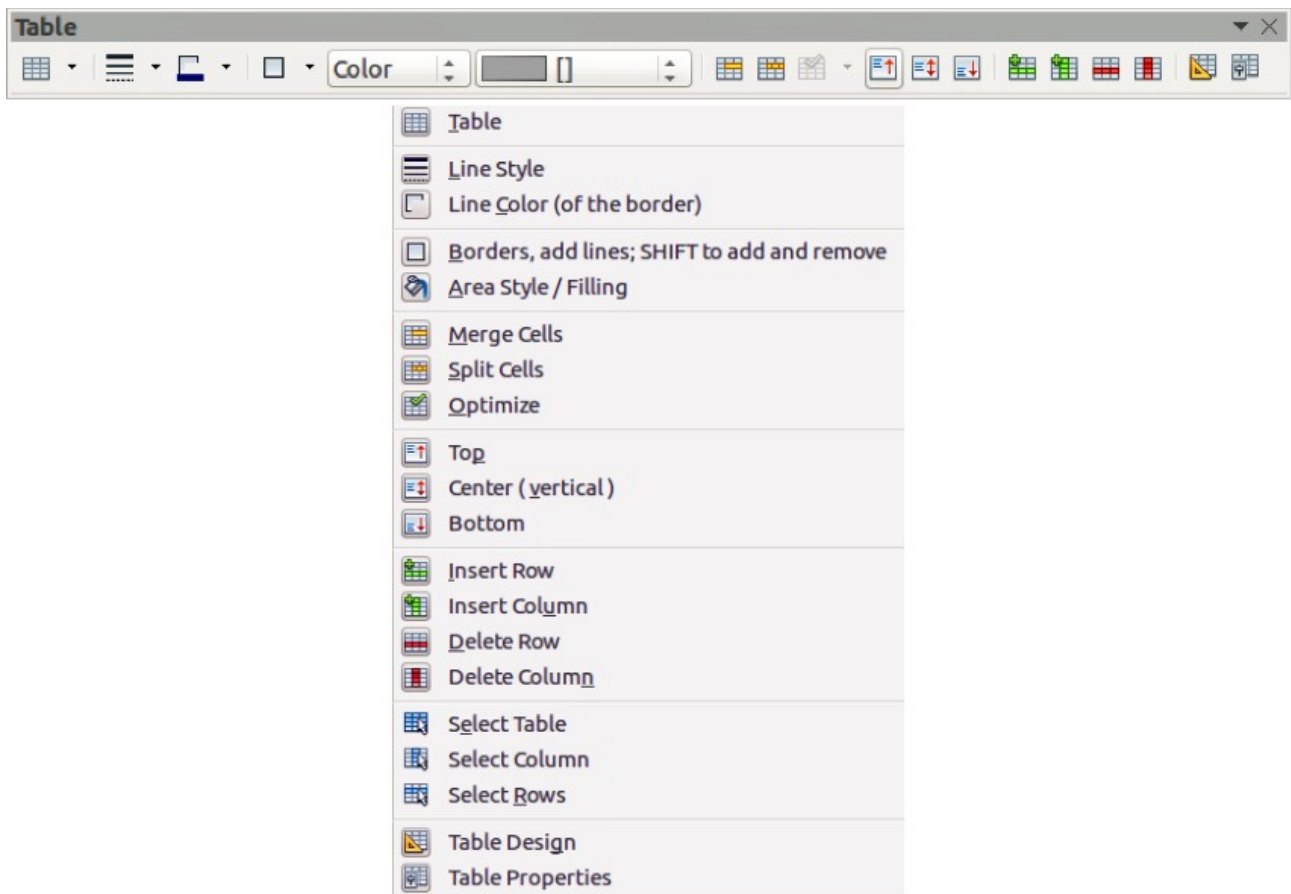 Table
Color []
Table
Line Style
Line Color (of the border)
Borders, add lines; SHIFT to add and remove
Area Style / Filling
Merge Cells
Split Cells
Optimize
Top
Center ( vertical )
Bottom
Insert Row
Insert Column
Delete Row
Delete Column
Select Table
Select Column
Select Rows
Table Design
Table Properties